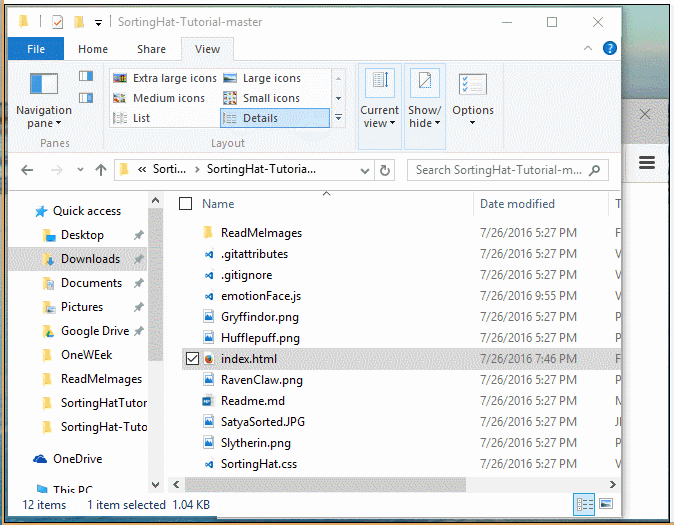 SortingHat-Tutorial-master
File Home Share View
Extra large icons Large icons
Medium icons Small icons
List Details
Navigation pane
Current view
Show/ hide
Options
Panes Layout
« Sorti... SortingHat-Tutoria...
Search SortingHat-Tutorial-m...
Quick access
Desktop
Downloads
Documents
Pictures
Google Drive
OneWEek
ReadMeImages
SortingHatTutor
SortingHat-Tuto
OneDrive
This PC
Name Date modified T
ReadMeImages 7/26/2016 5:27 PM F
.gitattributes 7/26/2016 5:27 PM V
.gitignore 7/26/2016 5:27 PM V
emotionFace.js 7/26/2016 9:55 PM V
Gryffindor.png 7/26/2016 5:27 PM V
Hufflepuff.png 7/26/2016 5:27 PM V
index.html 7/26/2016 7:46 PM F
RavenClaw.png 7/26/2016 5:27 PM V
Readme.md 7/26/2016 5:27 PM M
SatyaSorted.JPG 7/26/2016 5:27 PM JI
Slytherin.png 7/26/2016 5:27 PM V
SortingHat.css 7/26/2016 5:27 PM V
12 items 1 item selected 1.04 KB